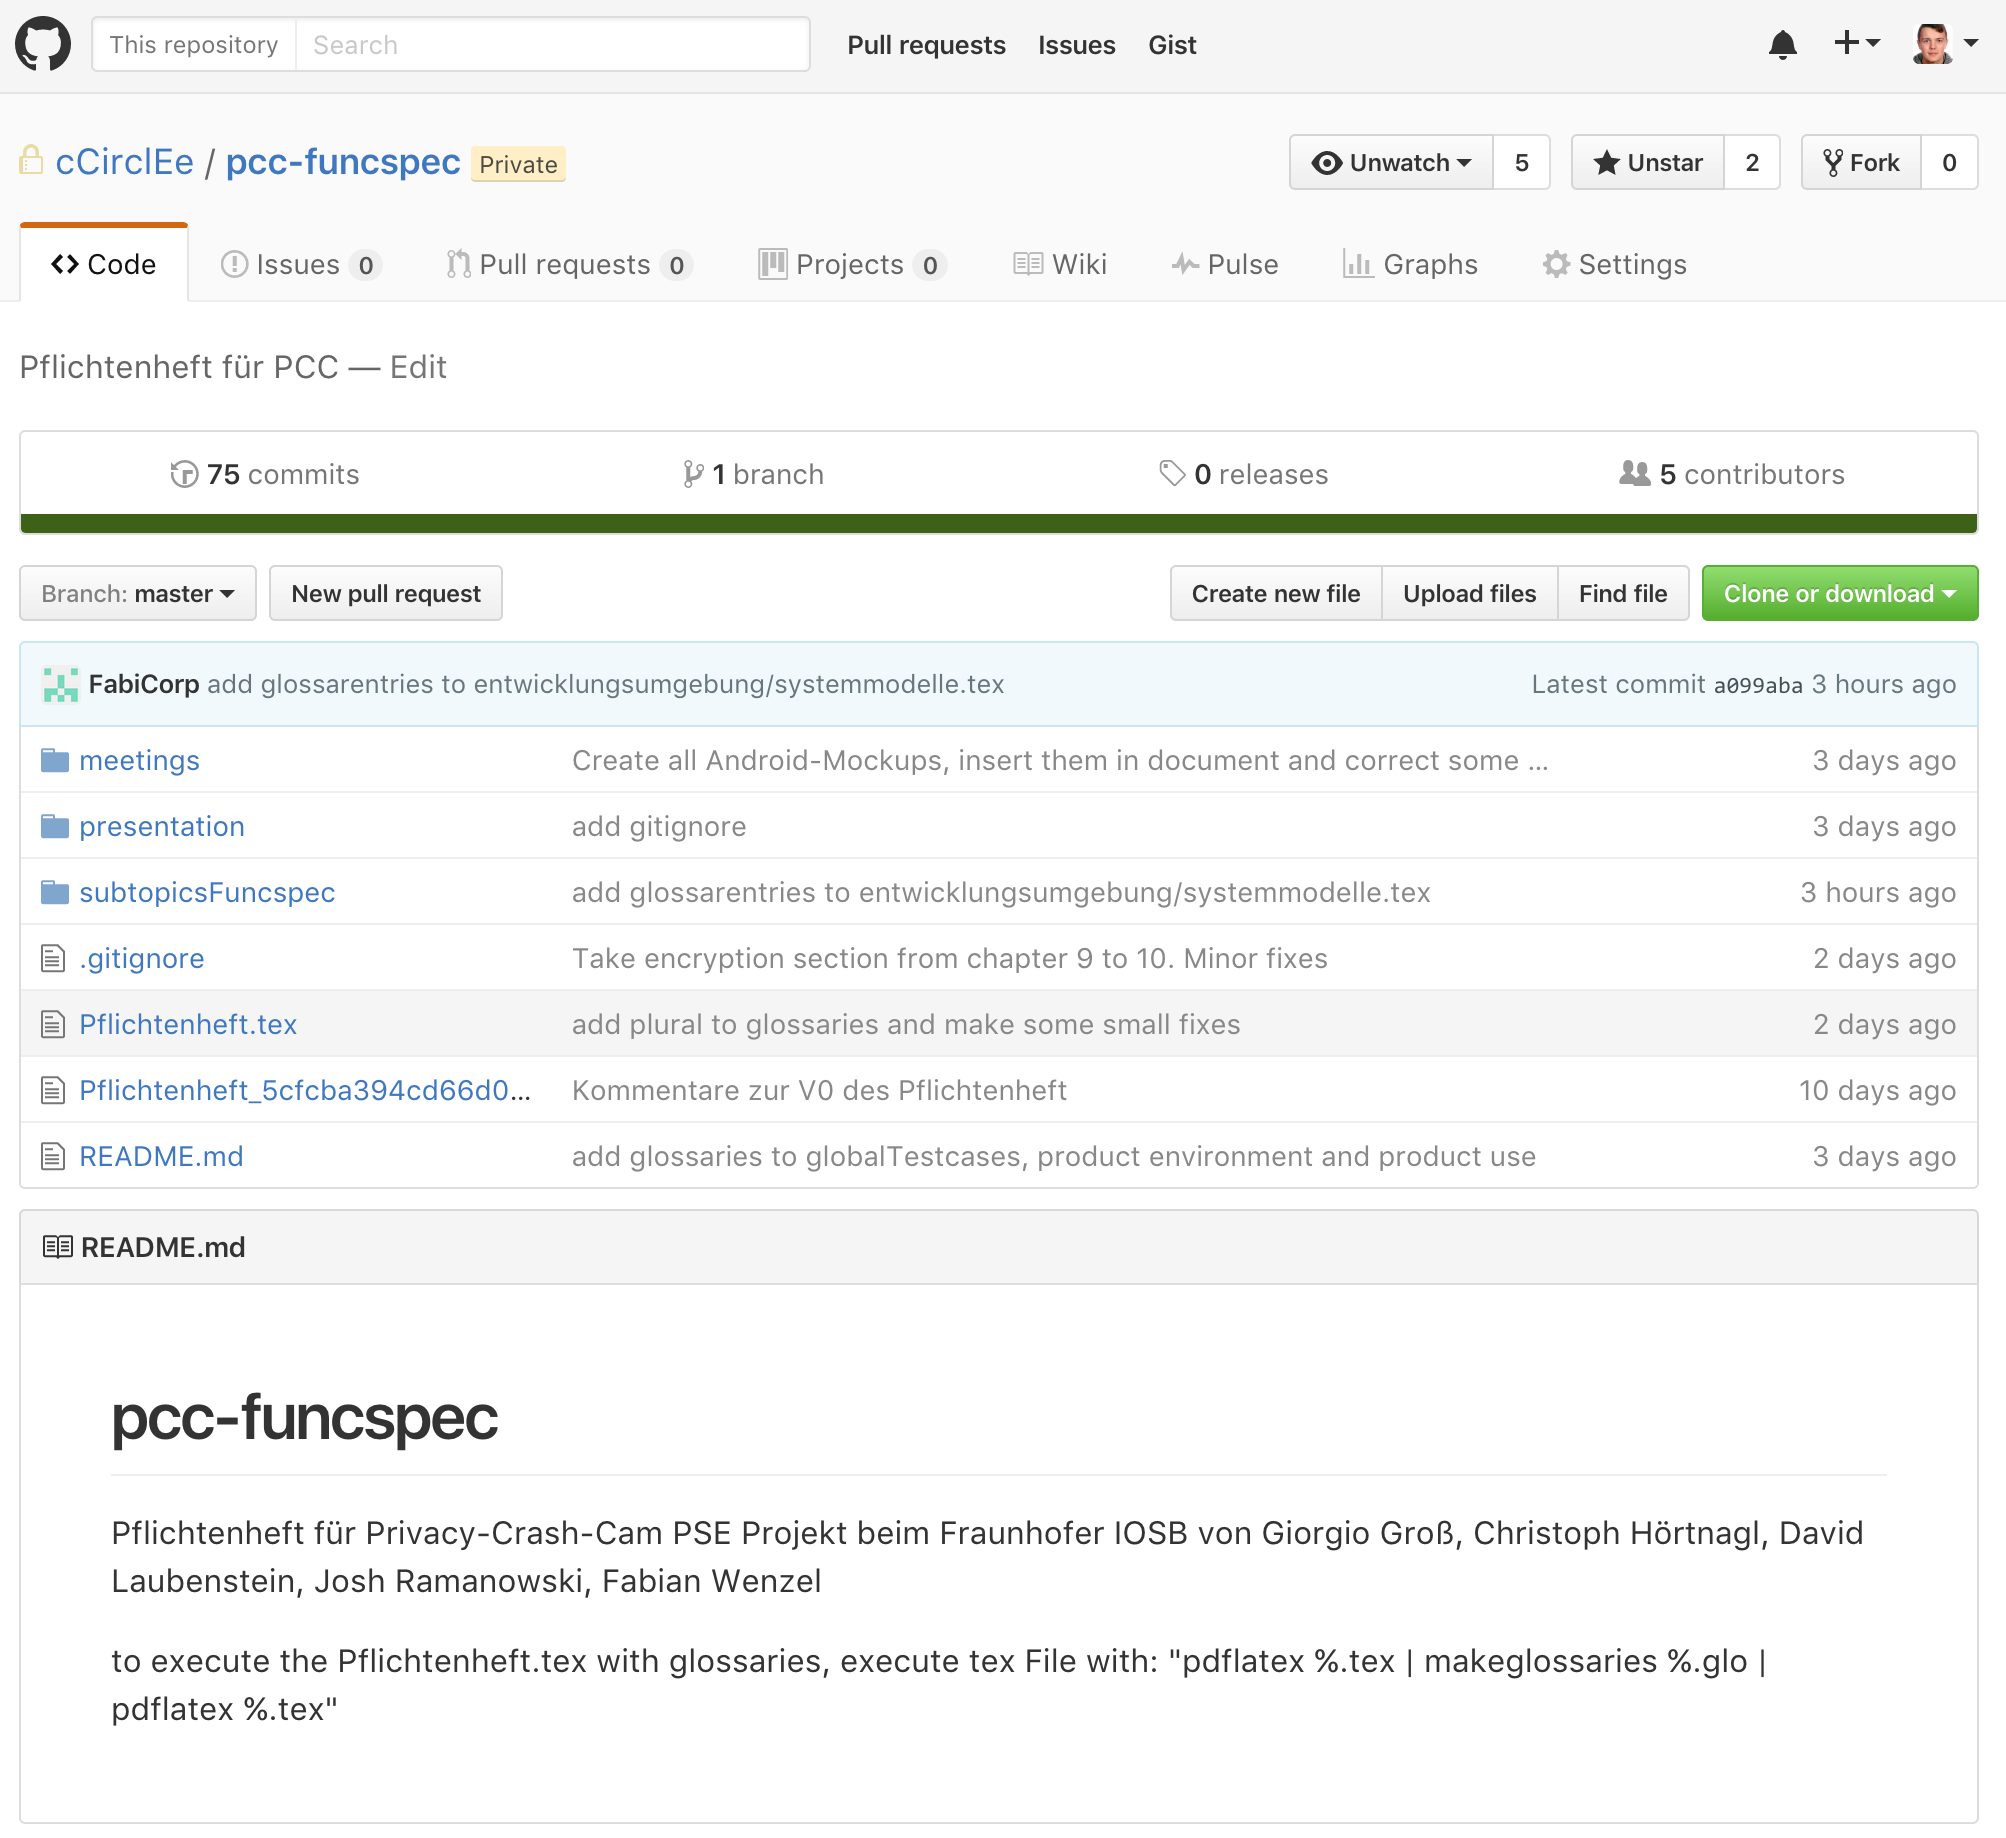 This repository Search Pull requests Issues Gist
cCirclEe / pcc-funcspec Private Unwatch 5 Unstar 2 Fork 0
Code Issues 0 Pull requests 0 Projects 0 Wiki Pulse Graphs Settings
Pflichtenheft für PCC — Edit
75 commits 1 branch 0 releases 5 contributors
Branch: master New pull request Create new file Upload files Find file Clone or download
FabiCorp add glossarentries to entwicklungsumgebung/systemmodelle.tex Latest commit a099aba 3 hours ago
meetings Create all Android-Mockups, insert them in document and correct some ... 3 days ago
presentation add gitignore 3 days ago
subtopicsFuncspec add glossarentries to entwicklungsumgebung/systemmodelle.tex 3 hours ago
.gitignore Take encryption section from chapter 9 to 10. Minor fixes 2 days ago
Pflichtenheft.tex add plural to glossaries and make some small fixes 2 days ago
Pflichtenheft_5cfcba394cd66d0... Kommentare zur V0 des Pflichtenheft 10 days ago
README.md add glossaries to globalTestcases, product environment and product use 3 days ago
README.md
pcc-funcspec
Pflichtenheft für Privacy-Crash-Cam PSE Projekt beim Fraunhofer IOSB von Giorgio Groß, Christoph Hörtnagl, David
Laubenstein, Josh Ramanowski, Fabian Wenzel
to execute the Pflichtenheft.tex with glossaries, execute tex File with: "pdflatex %.tex | makeglossaries %.glo |
pdflatex %.tex"